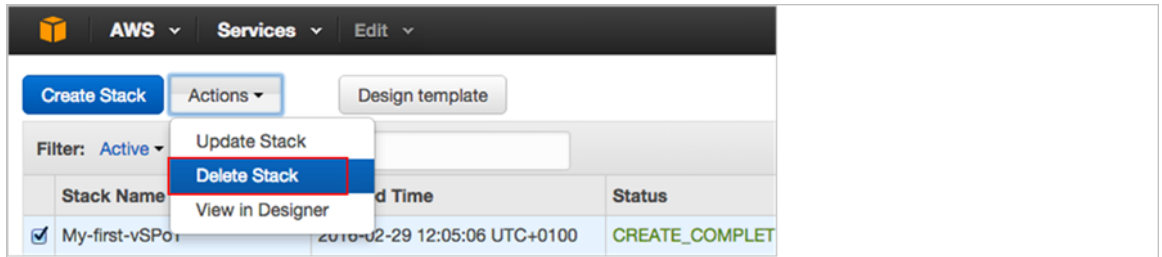 AWS Services Edit
Create Stack Actions Design template
Filter: Active
Update Stack
Delete Stack
View in Designer
Stack Name d Time Status
My-first-vSPoT 2016-02-29 12:05:06 UTC+0100 CREATE_COMPLET